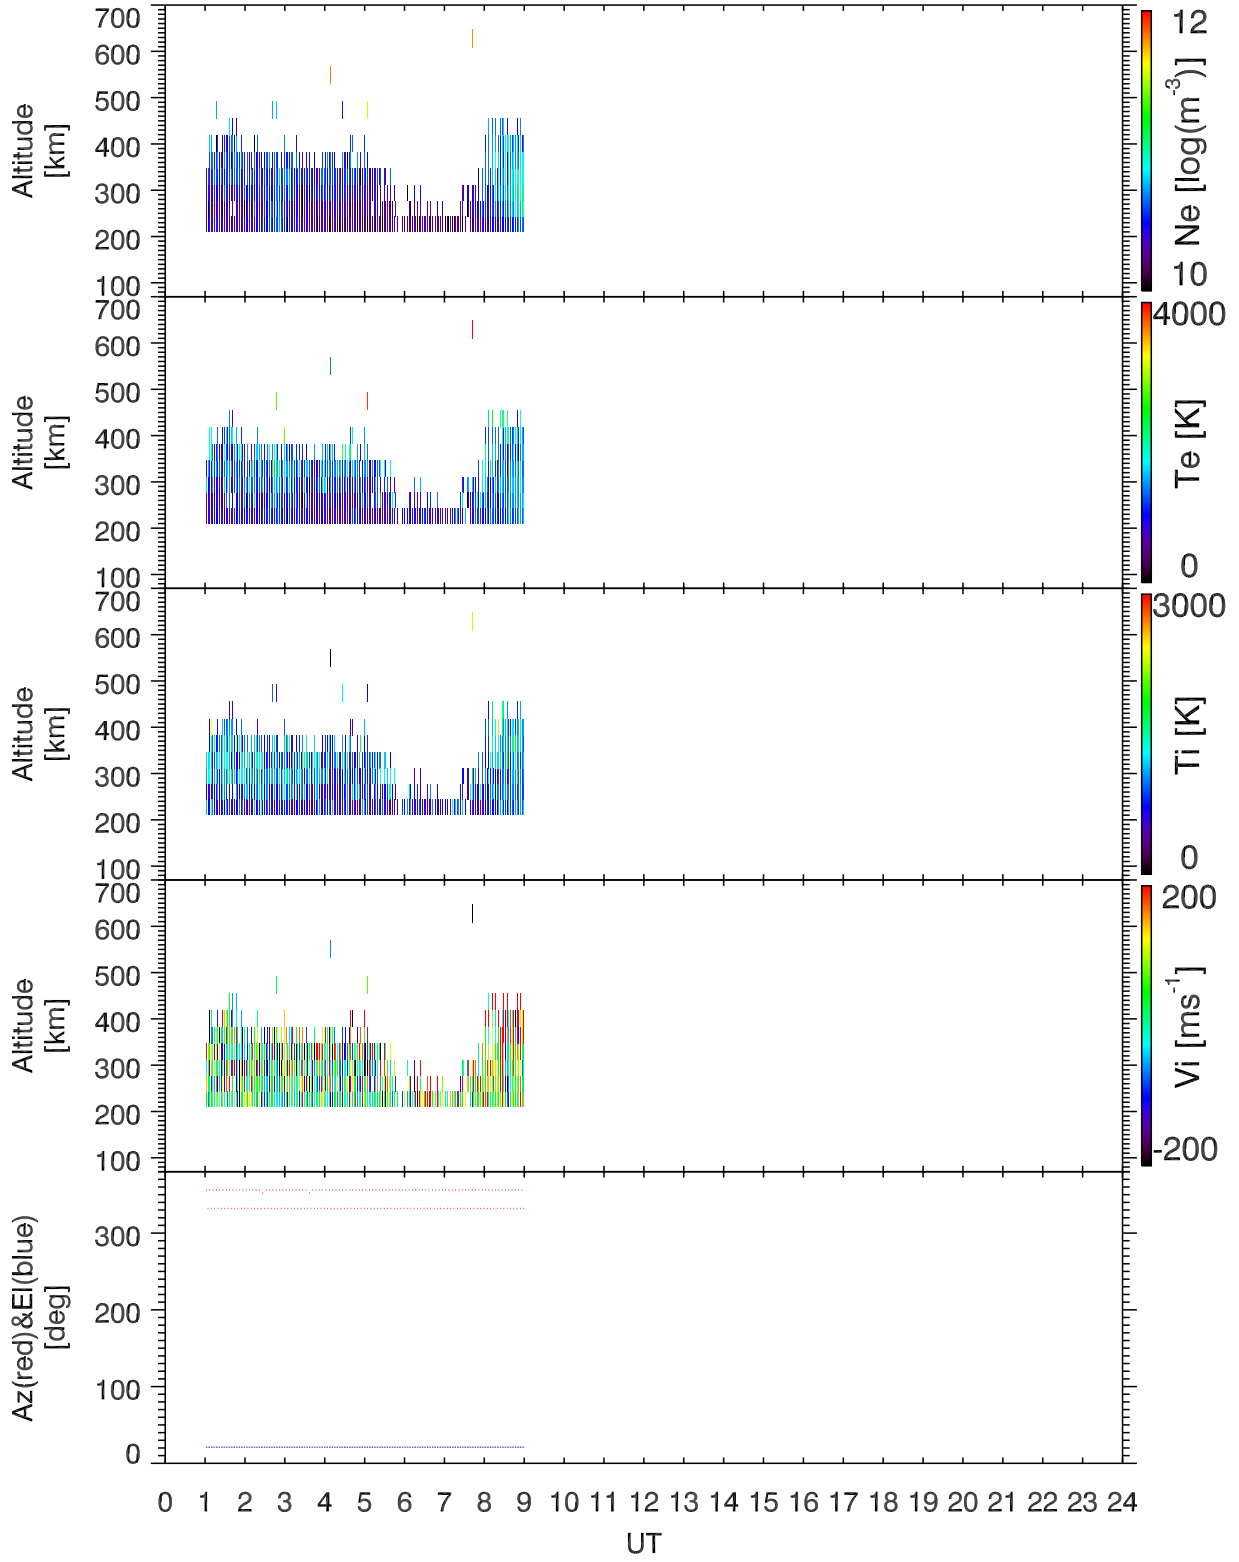 700
600
500
400
300
200
100
Altitude
[km]
12
10
Ne [log(m⁻³)]
700
600
500
400
300
200
100
Altitude
[km]
4000
0
Te [K]
700
600
500
400
300
200
100
Altitude
[km]
3000
0
Ti [K]
700
600
500
400
300
200
100
Altitude
[km]
200
-200
Vi [ms⁻¹]
300
200
100
0
Az(red)&El(blue)
[deg]
0 1 2 3 4 5 6 7 8 9 10 11 12 13 14 15 16 17 18 19 20 21 22 23 24
UT